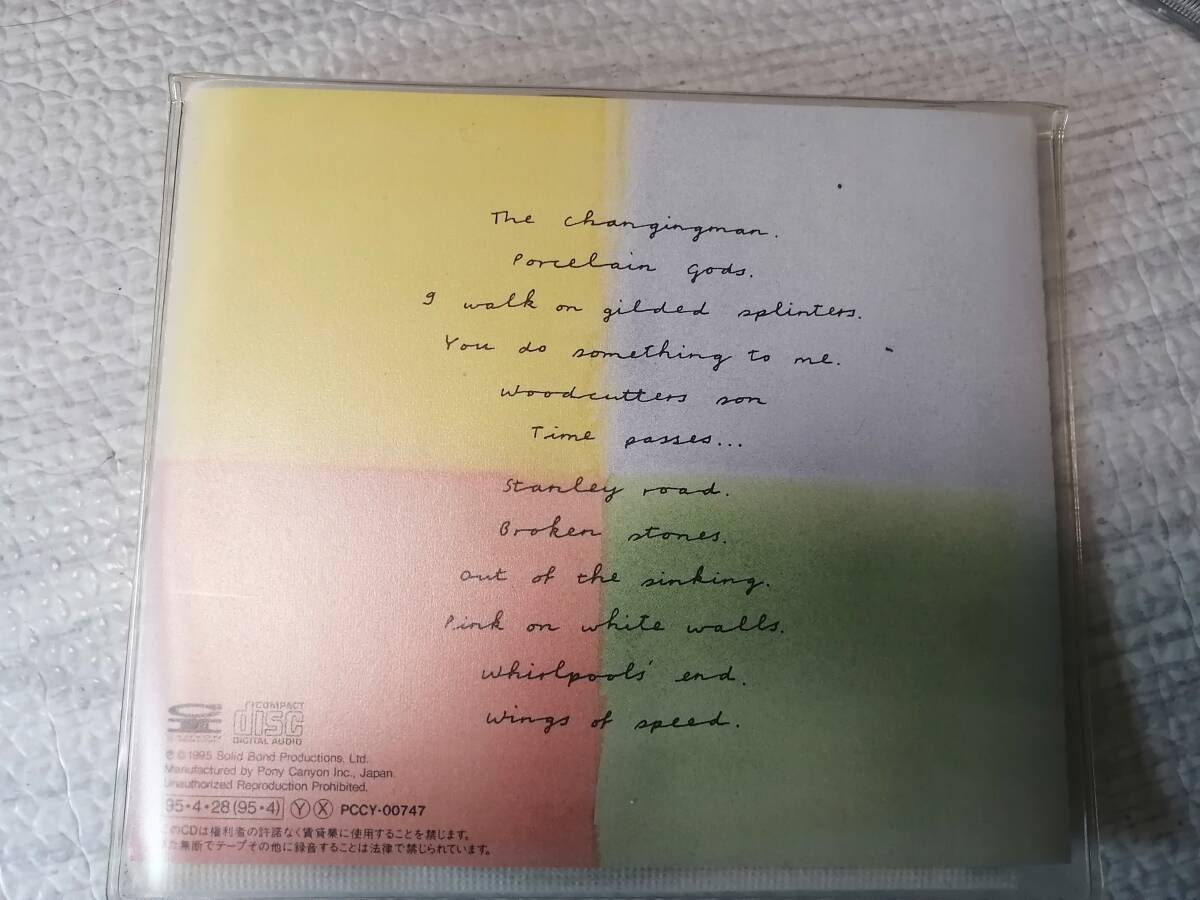 The changingman.
Porcelain gods.
I walk on gilded splinters.
You do something to me.
Woodcutters son
Time passes...
Stanley road.
Broken stones.
Out of the sinking.
Pink on white walls.
Whirlpools' end.
Wings of speed.
COMPACT
disc
DIGITAL AUDIO
℗©1995 Solid Bond Productions, Ltd.
Manufactured by Pony Canyon Inc., Japan.
Unauthorized Reproduction Prohibited.
95・4・28(95・4) Ⓨ Ⓧ PCCY-00747
このCDは権利者の許諾なく賃貸業に使用することを禁じます。
また無断でテープその他に録音することは法律で禁じられています。